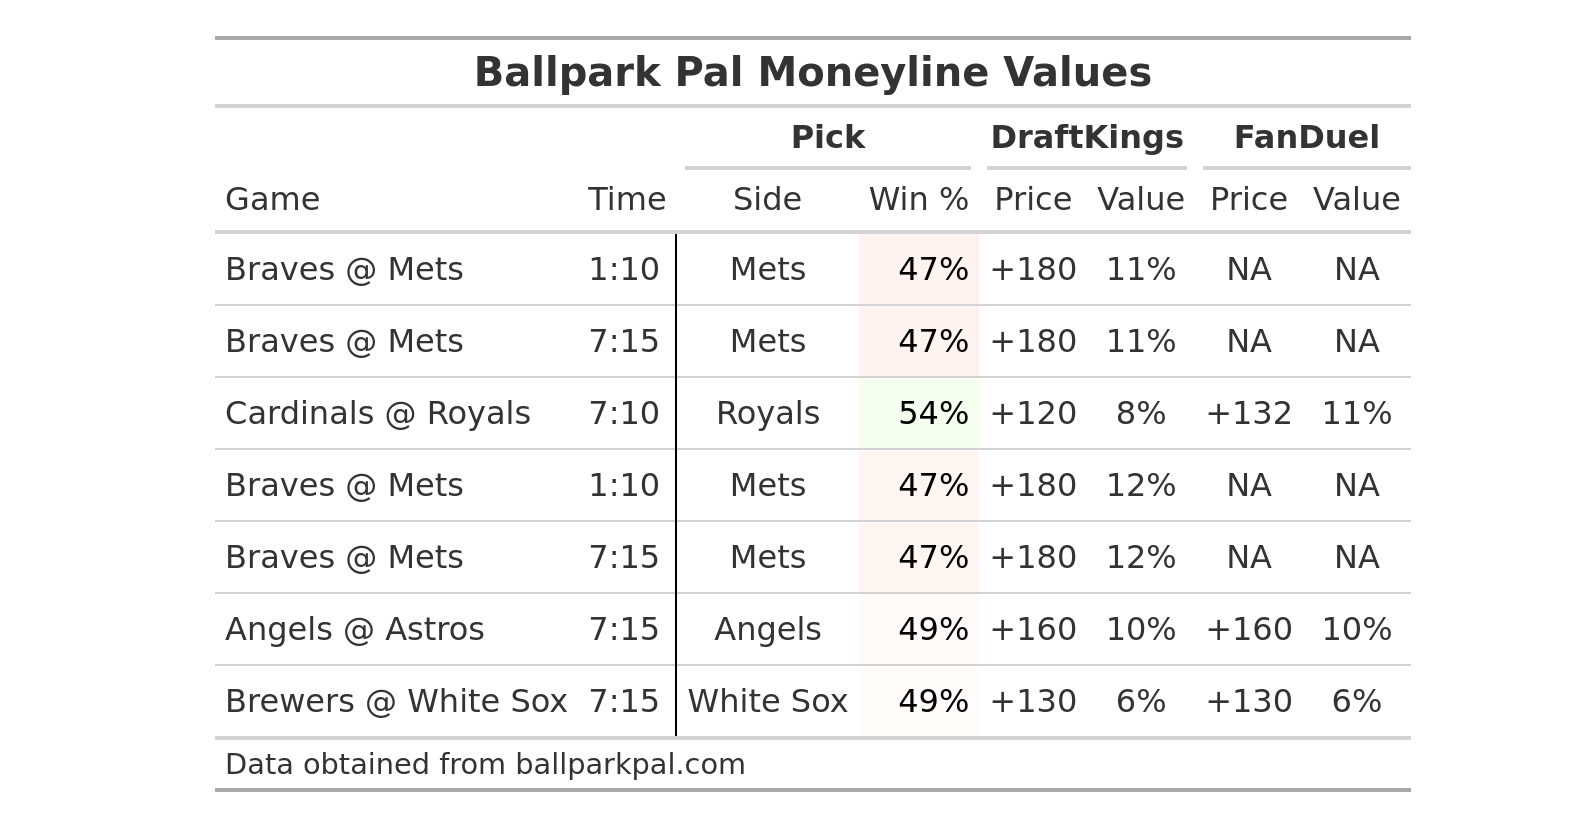 Ballpark Pal Moneyline Values
Pick DraftKings FanDuel
Game Time Side Win % Price Value Price Value
Braves @ Mets 1:10 Mets 47% +180 11% NA NA
Braves @ Mets 7:15 Mets 47% +180 11% NA NA
Cardinals @ Royals 7:10 Royals 54% +120 8% +132 11%
Braves @ Mets 1:10 Mets 47% +180 12% NA NA
Braves @ Mets 7:15 Mets 47% +180 12% NA NA
Angels @ Astros 7:15 Angels 49% +160 10% +160 10%
Brewers @ White Sox 7:15 White Sox 49% +130 6% +130 6%
Data obtained from ballparkpal.com